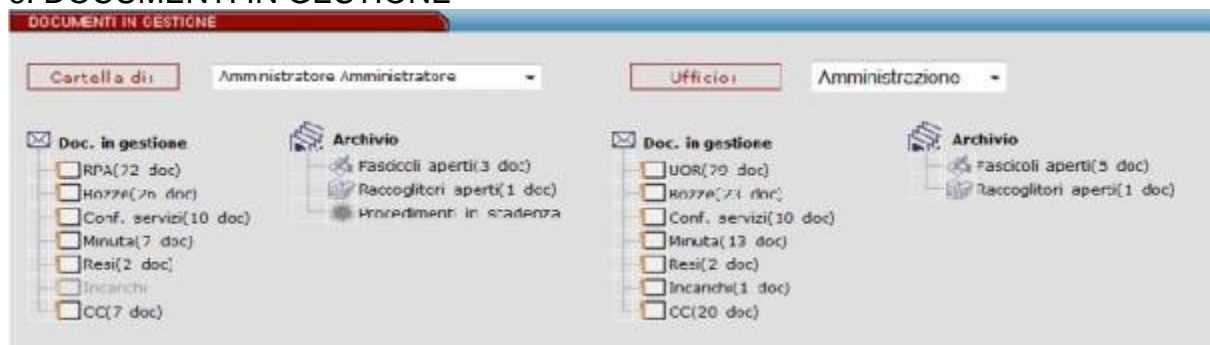 DOCUMENTI IN GESTIONE
DOCUMENTI IN GESTIONE
Cartella di: Amministratore Amministratore
Ufficio: Amministrazione
Doc. in gestione
RPA(72 doc)
Bozze(26 doc)
Conf. servizi(10 doc)
Minuta(7 doc)
Resi(2 doc)
Incarichi
CC(7 doc)
Archivio
Fascicoli aperti(3 doc)
Raccoglitori aperti(1 doc)
Procedimenti in scadenza
Doc. in gestione
UOR(79 doc)
Bozze(73 doc)
Conf. servizi(10 doc)
Minuta(13 doc)
Resi(2 doc)
Incarichi(1 doc)
CC(20 doc)
Archivio
Fascicoli aperti(5 doc)
Raccoglitori aperti(1 doc)